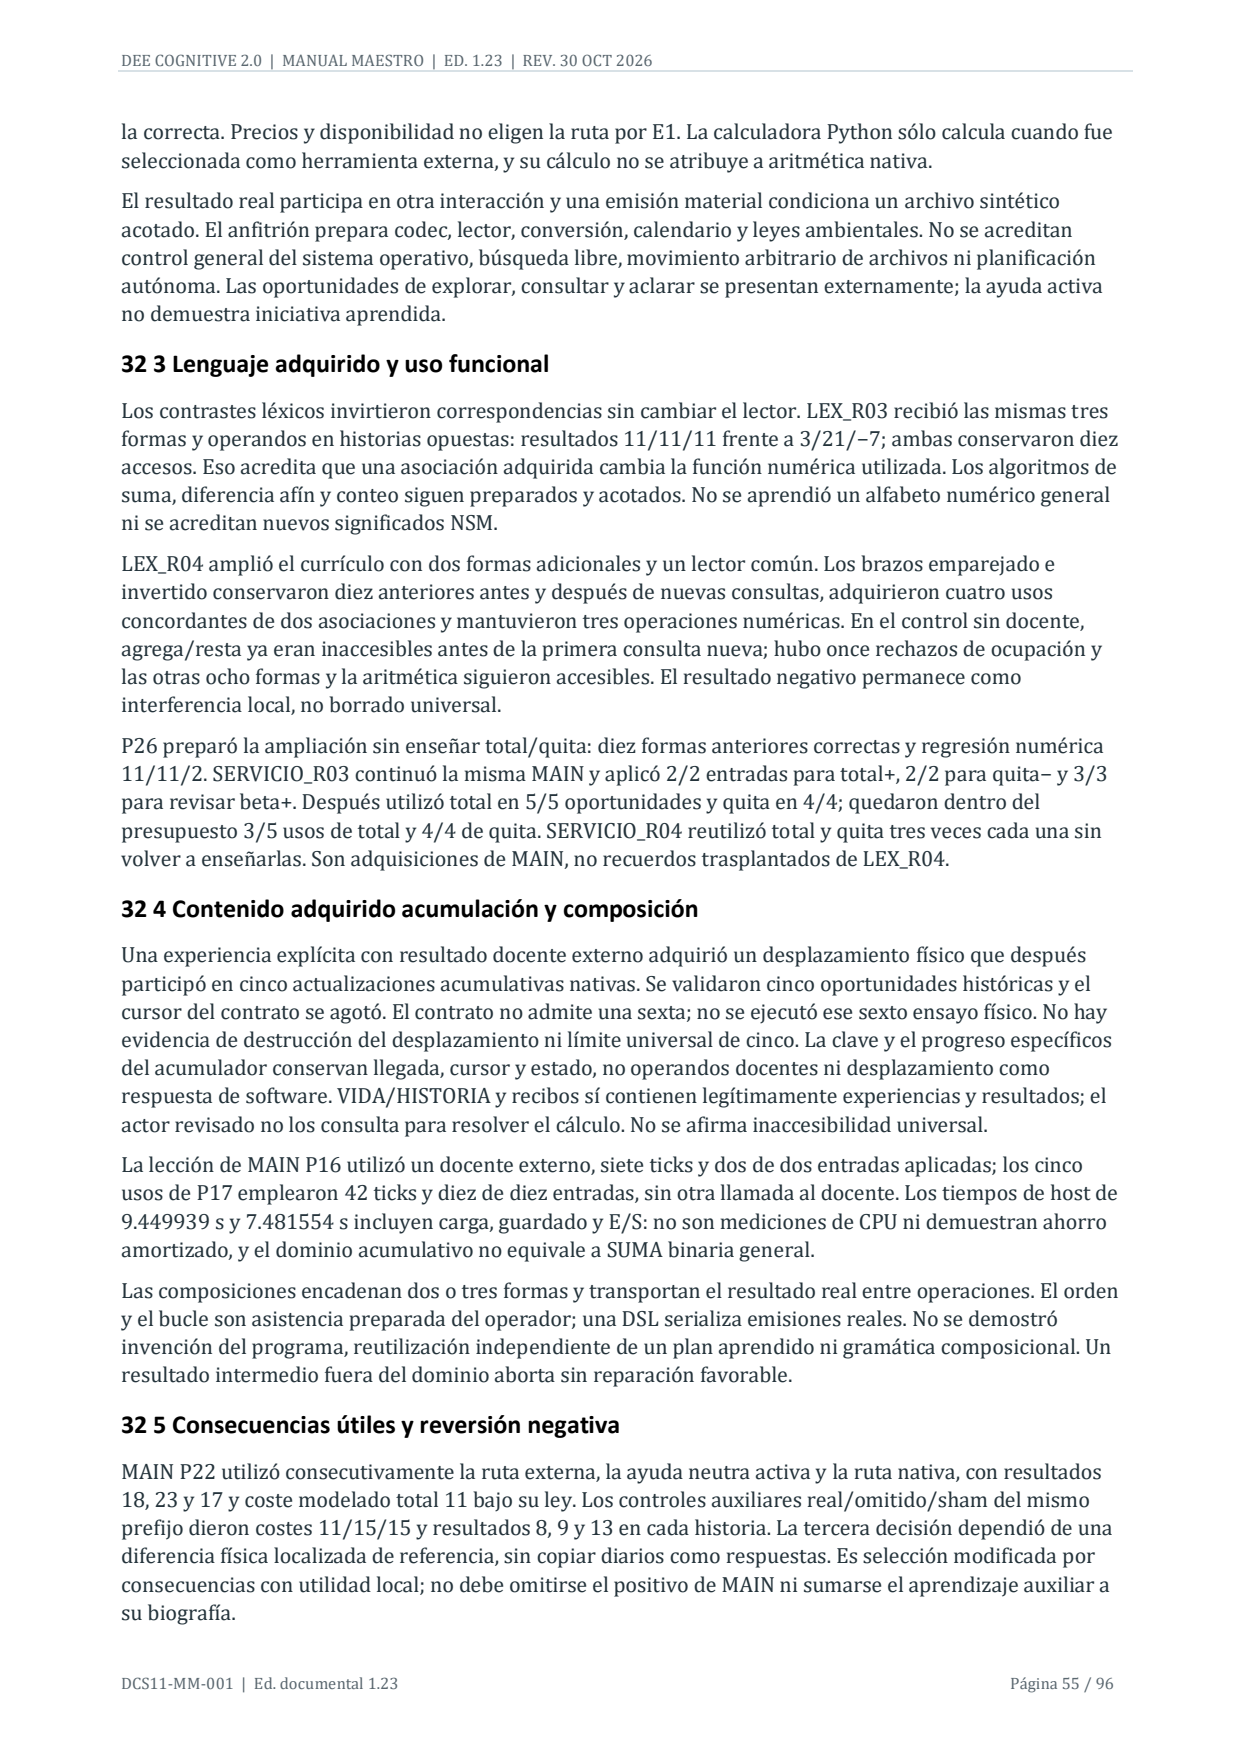 DEE COGNITIVE 2.0 | MANUAL MAESTRO | ED. 1.23 | REV. 30 OCT 2026
la correcta. Precios y disponibilidad no eligen la ruta por E1. La calculadora Python sólo calcula cuando fue
seleccionada como herramienta externa, y su cálculo no se atribuye a aritmética nativa.
El resultado real participa en otra interacción y una emisión material condiciona un archivo sintético
acotado. El anfitrión prepara codec, lector, conversión, calendario y leyes ambientales. No se acreditan
control general del sistema operativo, búsqueda libre, movimiento arbitrario de archivos ni planificación
autónoma. Las oportunidades de explorar, consultar y aclarar se presentan externamente; la ayuda activa
no demuestra iniciativa aprendida.
32 3 Lenguaje adquirido y uso funcional
Los contrastes léxicos invirtieron correspondencias sin cambiar el lector. LEX_R03 recibió las mismas tres
formas y operandos en historias opuestas: resultados 11/11/11 frente a 3/21/−7; ambas conservaron diez
accesos. Eso acredita que una asociación adquirida cambia la función numérica utilizada. Los algoritmos de
suma, diferencia afín y conteo siguen preparados y acotados. No se aprendió un alfabeto numérico general
ni se acreditan nuevos significados NSM.
LEX_R04 amplió el currículo con dos formas adicionales y un lector común. Los brazos emparejado e
invertido conservaron diez anteriores antes y después de nuevas consultas, adquirieron cuatro usos
concordantes de dos asociaciones y mantuvieron tres operaciones numéricas. En el control sin docente,
agrega/resta ya eran inaccesibles antes de la primera consulta nueva; hubo once rechazos de ocupación y
las otras ocho formas y la aritmética siguieron accesibles. El resultado negativo permanece como
interferencia local, no borrado universal.
P26 preparó la ampliación sin enseñar total/quita: diez formas anteriores correctas y regresión numérica
11/11/2. SERVICIO_R03 continuó la misma MAIN y aplicó 2/2 entradas para total+, 2/2 para quita− y 3/3
para revisar beta+. Después utilizó total en 5/5 oportunidades y quita en 4/4; quedaron dentro del
presupuesto 3/5 usos de total y 4/4 de quita. SERVICIO_R04 reutilizó total y quita tres veces cada una sin
volver a enseñarlas. Son adquisiciones de MAIN, no recuerdos trasplantados de LEX_R04.
32 4 Contenido adquirido acumulación y composición
Una experiencia explícita con resultado docente externo adquirió un desplazamiento físico que después
participó en cinco actualizaciones acumulativas nativas. Se validaron cinco oportunidades históricas y el
cursor del contrato se agotó. El contrato no admite una sexta; no se ejecutó ese sexto ensayo físico. No hay
evidencia de destrucción del desplazamiento ni límite universal de cinco. La clave y el progreso específicos
del acumulador conservan llegada, cursor y estado, no operandos docentes ni desplazamiento como
respuesta de software. VIDA/HISTORIA y recibos sí contienen legítimamente experiencias y resultados; el
actor revisado no los consulta para resolver el cálculo. No se afirma inaccesibilidad universal.
La lección de MAIN P16 utilizó un docente externo, siete ticks y dos de dos entradas aplicadas; los cinco
usos de P17 emplearon 42 ticks y diez de diez entradas, sin otra llamada al docente. Los tiempos de host de
9.449939 s y 7.481554 s incluyen carga, guardado y E/S: no son mediciones de CPU ni demuestran ahorro
amortizado, y el dominio acumulativo no equivale a SUMA binaria general.
Las composiciones encadenan dos o tres formas y transportan el resultado real entre operaciones. El orden
y el bucle son asistencia preparada del operador; una DSL serializa emisiones reales. No se demostró
invención del programa, reutilización independiente de un plan aprendido ni gramática composicional. Un
resultado intermedio fuera del dominio aborta sin reparación favorable.
32 5 Consecuencias útiles y reversión negativa
MAIN P22 utilizó consecutivamente la ruta externa, la ayuda neutra activa y la ruta nativa, con resultados
18, 23 y 17 y coste modelado total 11 bajo su ley. Los controles auxiliares real/omitido/sham del mismo
prefijo dieron costes 11/15/15 y resultados 8, 9 y 13 en cada historia. La tercera decisión dependió de una
diferencia física localizada de referencia, sin copiar diarios como respuestas. Es selección modificada por
consecuencias con utilidad local; no debe omitirse el positivo de MAIN ni sumarse el aprendizaje auxiliar a
su biografía.
DCS11-MM-001 | Ed. documental 1.23
Página 55 / 96